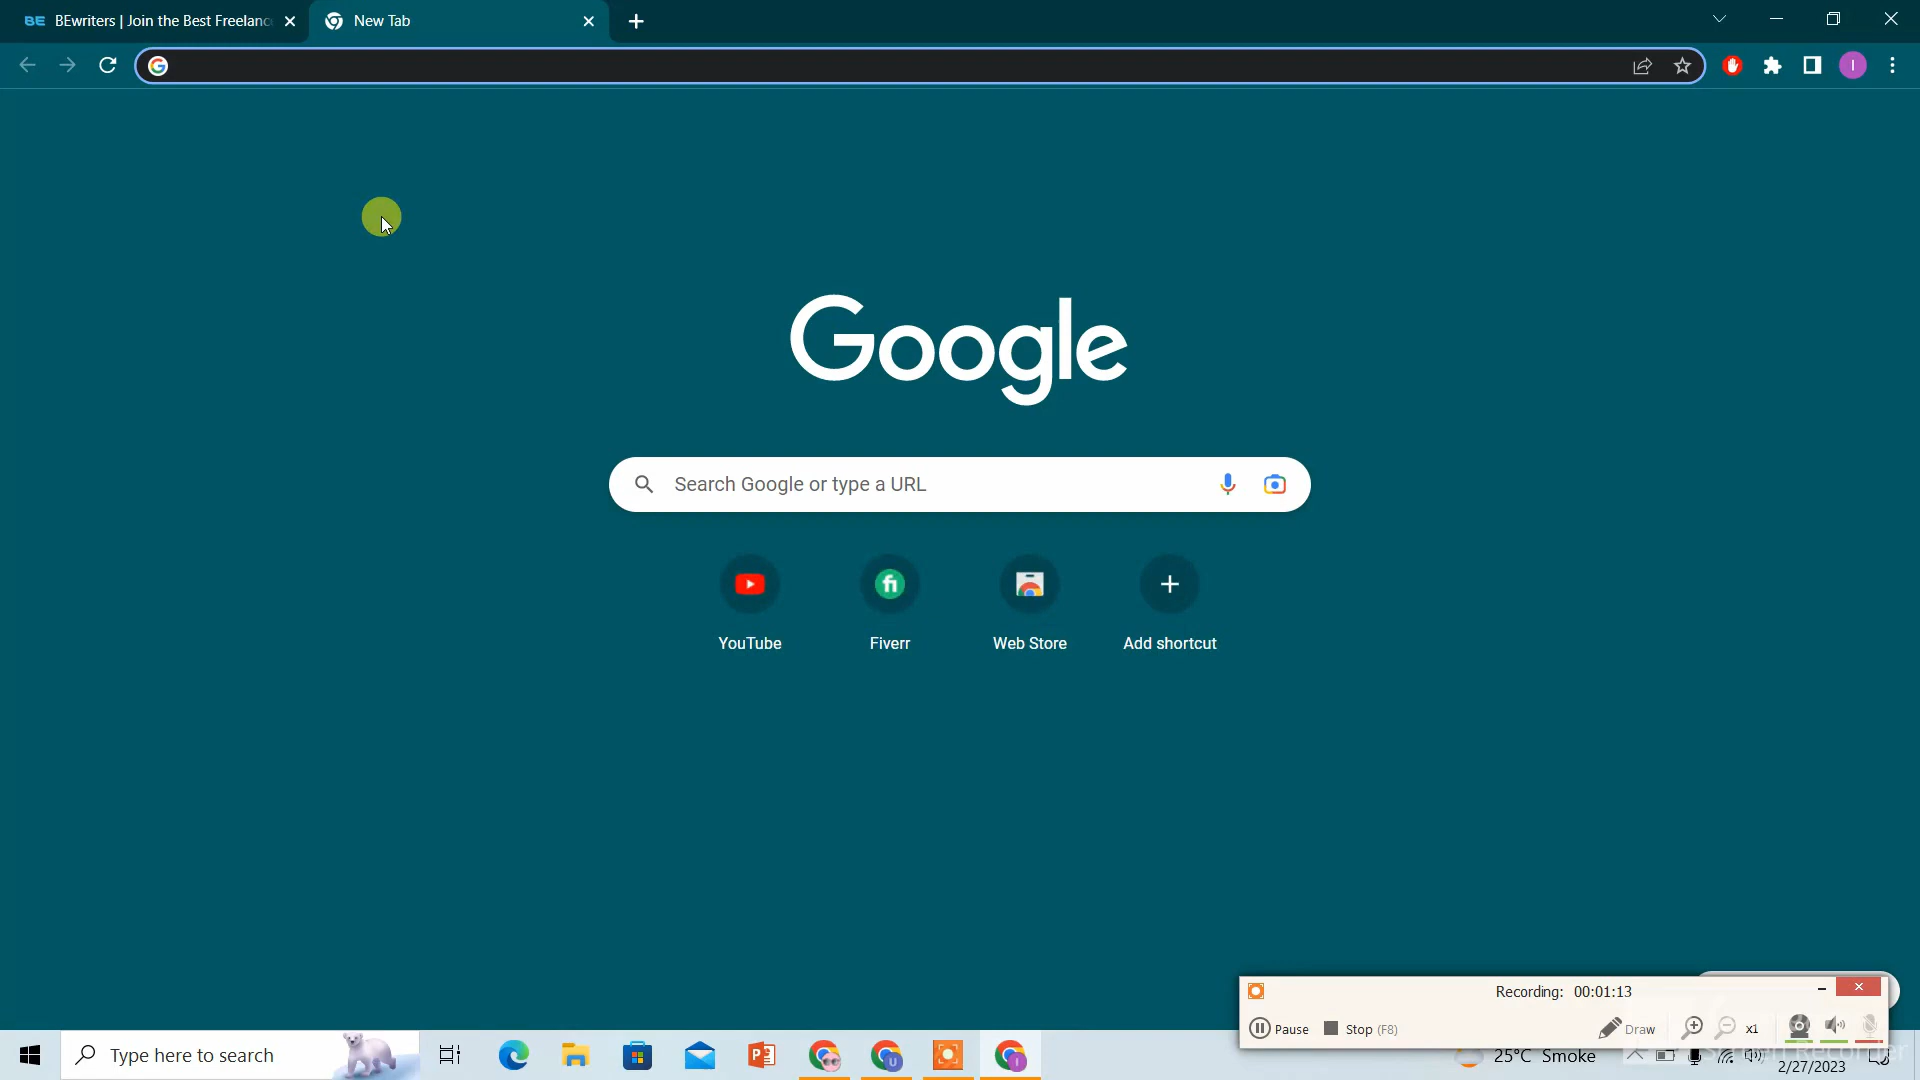 BE BEwriters | Join the Best Freelanc
New Tab
I
Google
Search Google or type a URL
YouTube
Fiverr
Web Store
Add shortcut
Recording: 00:01:13
Pause
Stop (F8)
Draw
x1
Type here to search
25°C Smoke
2/27/2023